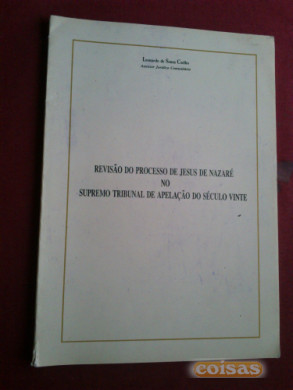 Leonardo de Sousa Coelho
REVISÃO DO PROCESSO DE JESUS DE NAZARÉ
NO
SUPREMO TRIBUNAL DE APELAÇÃO DO SÉCULO VINTE
coisas